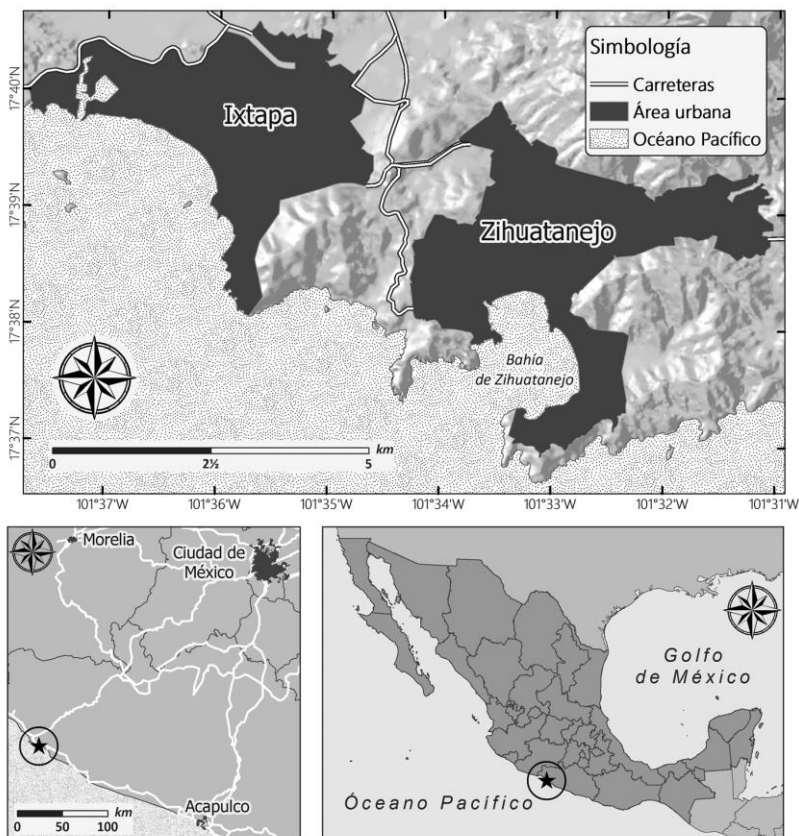 Simbología
Carreteras
Área urbana
Océano Pacífico
Ixtapa
Zihuatanejo
Bahía
de Zihuatanejo
17°40'N
17°39'N
17°38'N
17°37'N
km
0 2½ 5
101°37'W 101°36'W 101°35'W 101°34'W 101°33'W 101°32'W 101°31'W
Morelia
Ciudad de
México
Acapulco
km
0 50 100
Golfo
de México
Óceano Pacífico